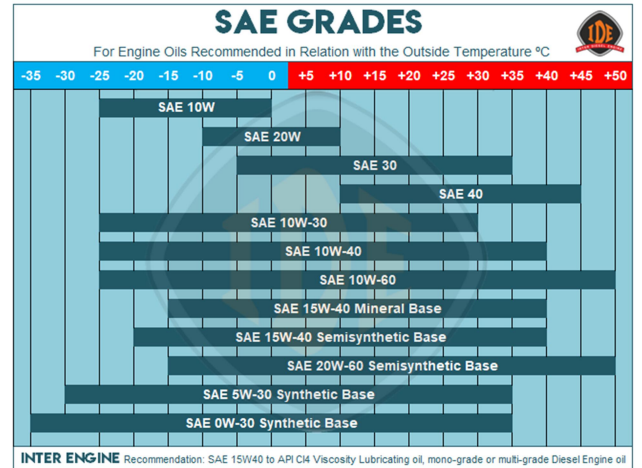 SAE GRADES
IDE
For Engine Oils Recommended in Relation with the Outside Temperature ºC
-35 -30 -25 -20 -15 -10 -5 0 +5 +10 +15 +20 +25 +30 +35 +40 +45 +50
SAE 10W
SAE 20W
SAE 30
SAE 40
SAE 10W-30
SAE 10W-40
SAE 10W-60
SAE 15W-40 Mineral Base
SAE 15W-40 Semisynthetic Base
SAE 20W-60 Semisynthetic Base
SAE 5W-30 Synthetic Base
SAE 0W-30 Synthetic Base
IDE
INTER ENGINE Recommendation: SAE 15W40 to API CI4 Viscosity Lubricating oil, mono-grade or multi-grade Diesel Engine oil